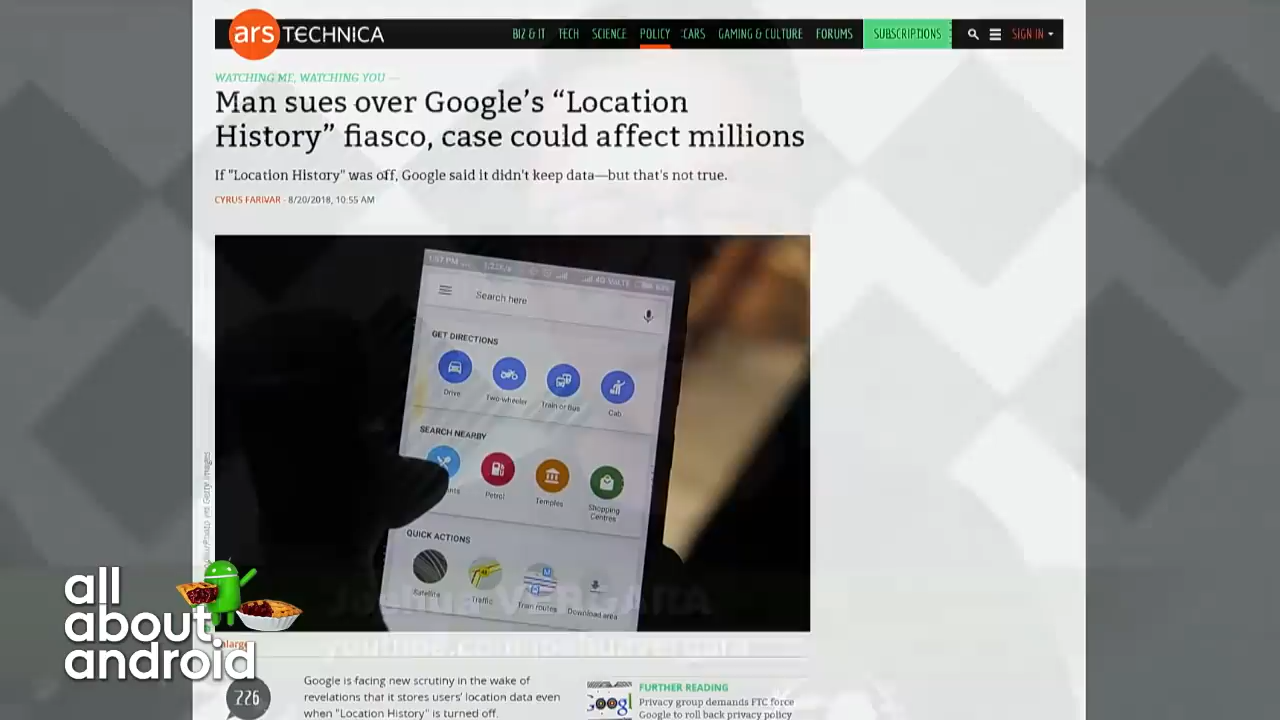 ars TECHNICA
BIZ & IT TECH SCIENCE POLICY CARS GAMING & CULTURE FORUMS SUBSCRIPTIONS SIGN IN
WATCHING ME, WATCHING YOU —
Man sues over Google's “Location
History” fiasco, case could affect millions
If "Location History" was off, Google said it didn't keep data—but that's not true.
CYRUS FARIVAR - 8/20/2018, 10:55 AM
1:57 PM
Search here
GET DIRECTIONS
Drive Two-wheeler Train or Bus Cab
SEARCH NEARBY
Petrol Temples Shopping
Centres
QUICK ACTIONS
Satellite Traffic Train routes Download area
all
about
android
226
Google is facing new scrutiny in the wake of
revelations that it stores users' location data even
when "Location History" is turned off.
FURTHER READING
Privacy group demands FTC force
Google to roll back privacy policy